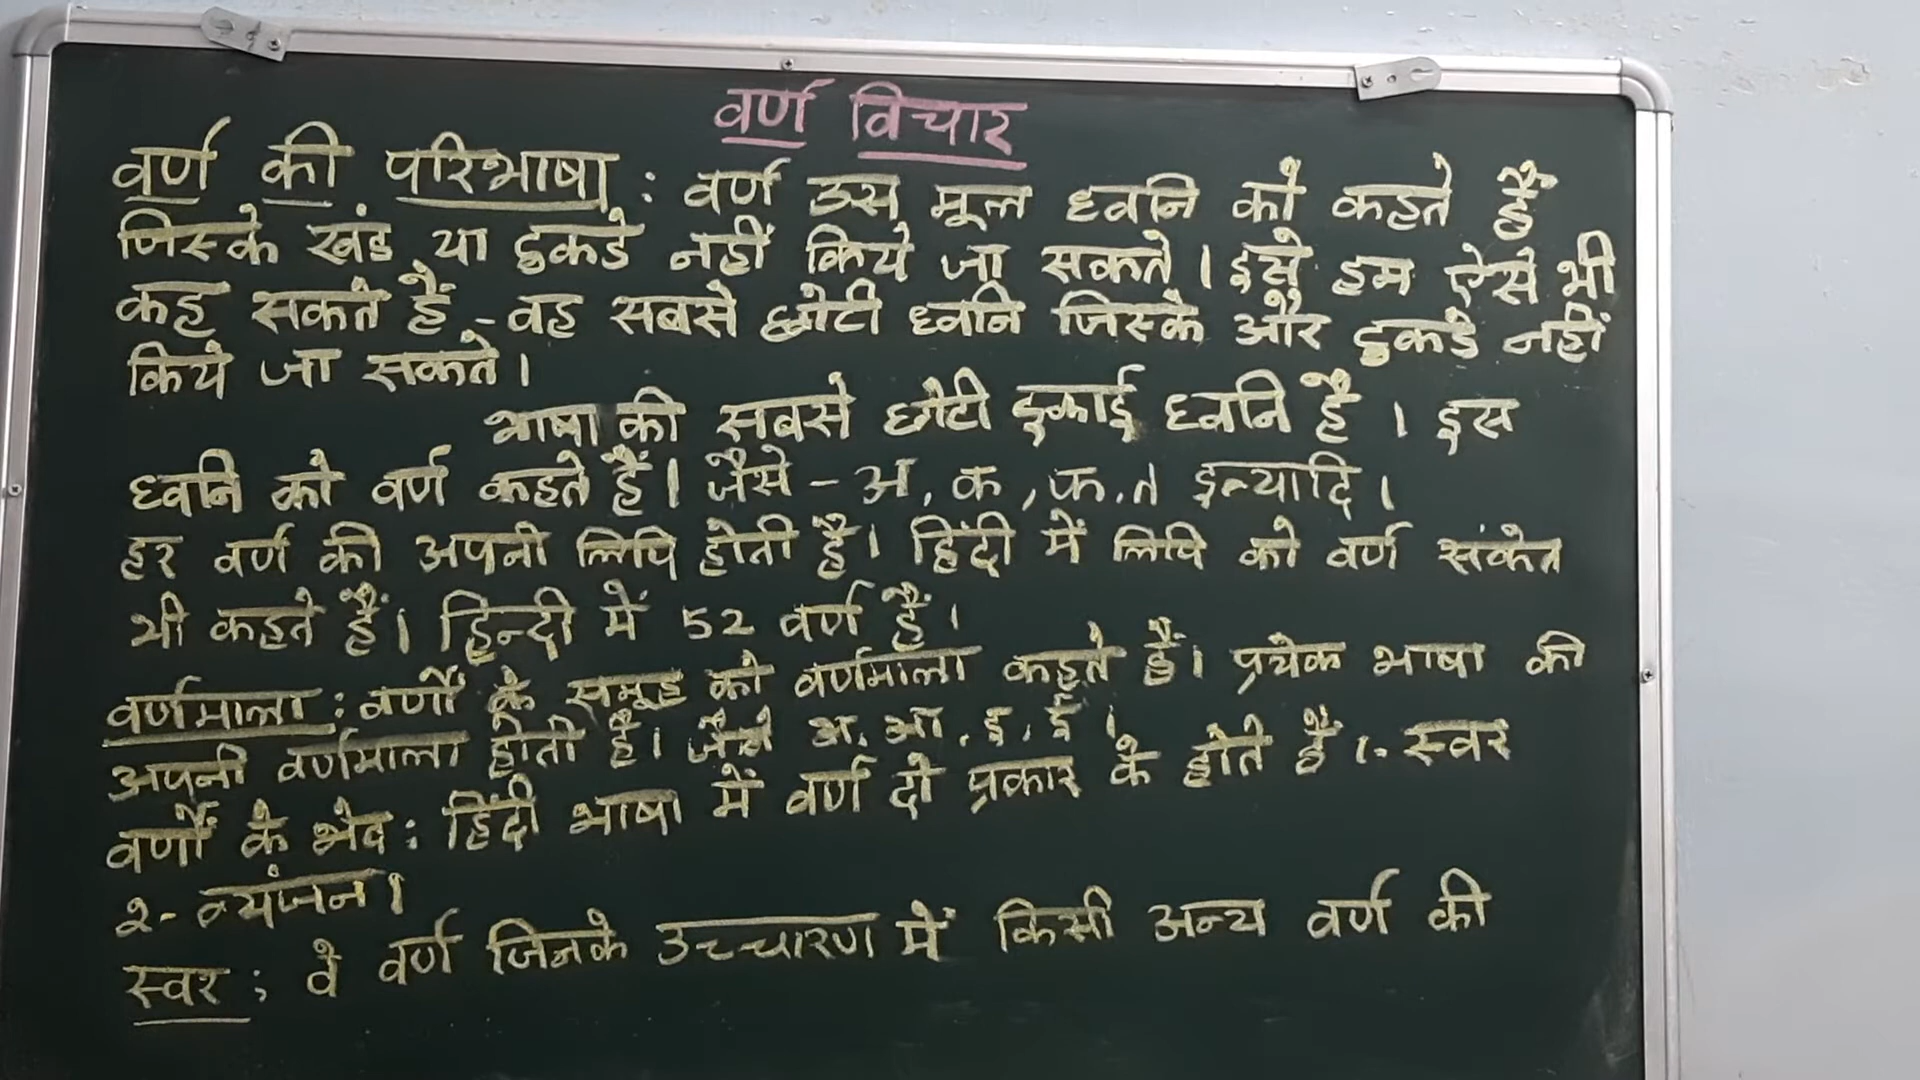 वर्ण विचार
वर्ण की परिभाषा : वर्ण उस मूल ध्वनि को कहते हैं
जिसके खंड या टुकडे नहीं किये जा सकते। इसे हम ऐसे भी
कह सकते हैं - वह सबसे छोटी ध्वनि जिसके और टुकडे नहीं
किये जा सकते।
भाषा की सबसे छोटी इकाई ध्वनि है । इस
ध्वनि को वर्ण कहते हैं। जैसे - अ, क, फ, त इत्यादि ।
हर वर्ण की अपनी लिपि होती है। हिंदी में लिपि को वर्ण संकेत
भी कहते हैं। हिन्दी में 52 वर्ण हैं।
वर्णमाला : वर्णों के समूह को वर्णमाला कहते हैं। प्रत्येक भाषा की
अपनी वर्णमाला होती है। जैसे अ, आ, इ, ई ।
वर्णों के भेद : हिंदी भाषा में वर्ण दो प्रकार के होते हैं 1. स्वर
२- व्यंजन।
स्वर : वे वर्ण जिनके उच्चारण में किसी अन्य वर्ण की